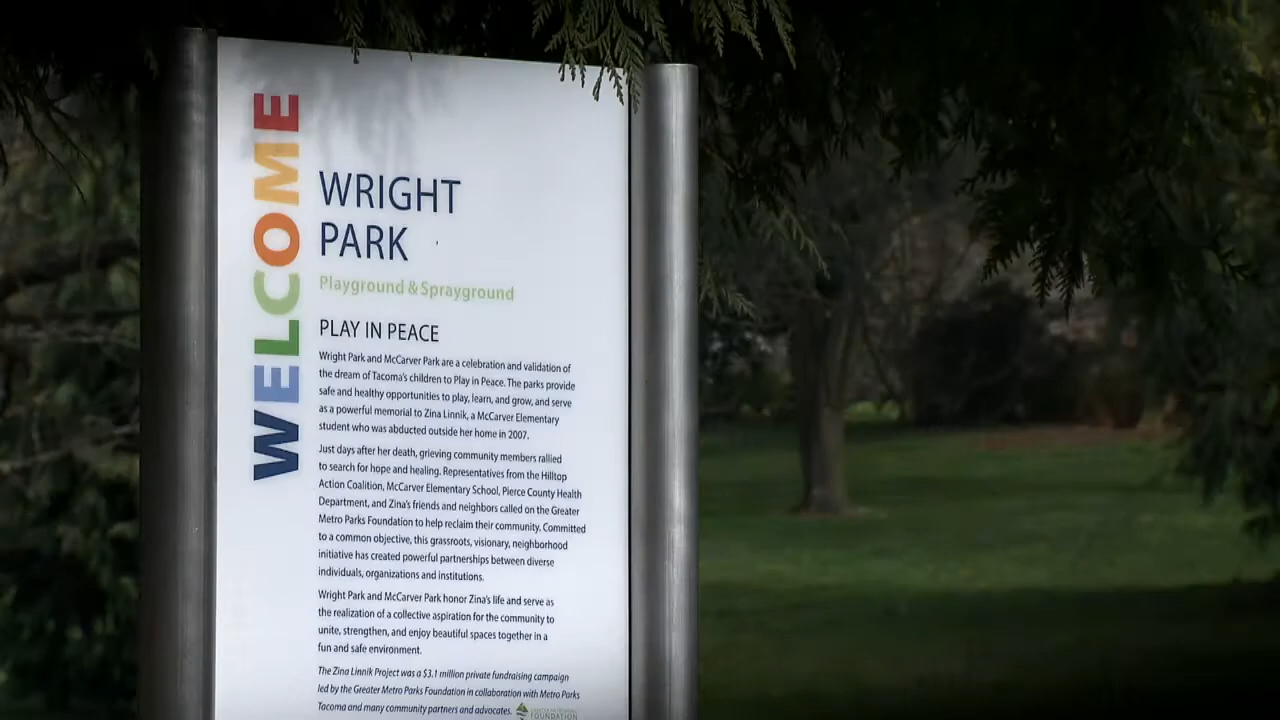 WELCOME
WRIGHT
PARK
Playground & Sprayground
PLAY IN PEACE
Wright Park and McCarver Park are a celebration and validation of
the dream of Tacoma's children to Play in Peace. The parks provide
safe and healthy opportunities to play, learn, and grow, and serve
as a powerful memorial to Zina Linnik, a McCarver Elementary
student who was abducted outside her home in 2007.
Just days after her death, grieving community members rallied
to search for hope and healing. Representatives from the Hilltop
Action Coalition, McCarver Elementary School, Pierce County Health
Department, and Zina's friends and neighbors called on the Greater
Metro Parks Foundation to help reclaim their community. Committed
to a common objective, this grassroots, visionary, neighborhood
initiative has created powerful partnerships between diverse
individuals, organizations and institutions.
Wright Park and McCarver Park honor Zina's life and serve as
the realization of a collective aspiration for the community to
unite, strengthen, and enjoy beautiful spaces together in a
fun and safe environment.
The Zina Linnik Project was a $3.1 million private fundraising campaign
led by the Greater Metro Parks Foundation in collaboration with Metro Parks
Tacoma and many community partners and advocates.
FOUNDATION